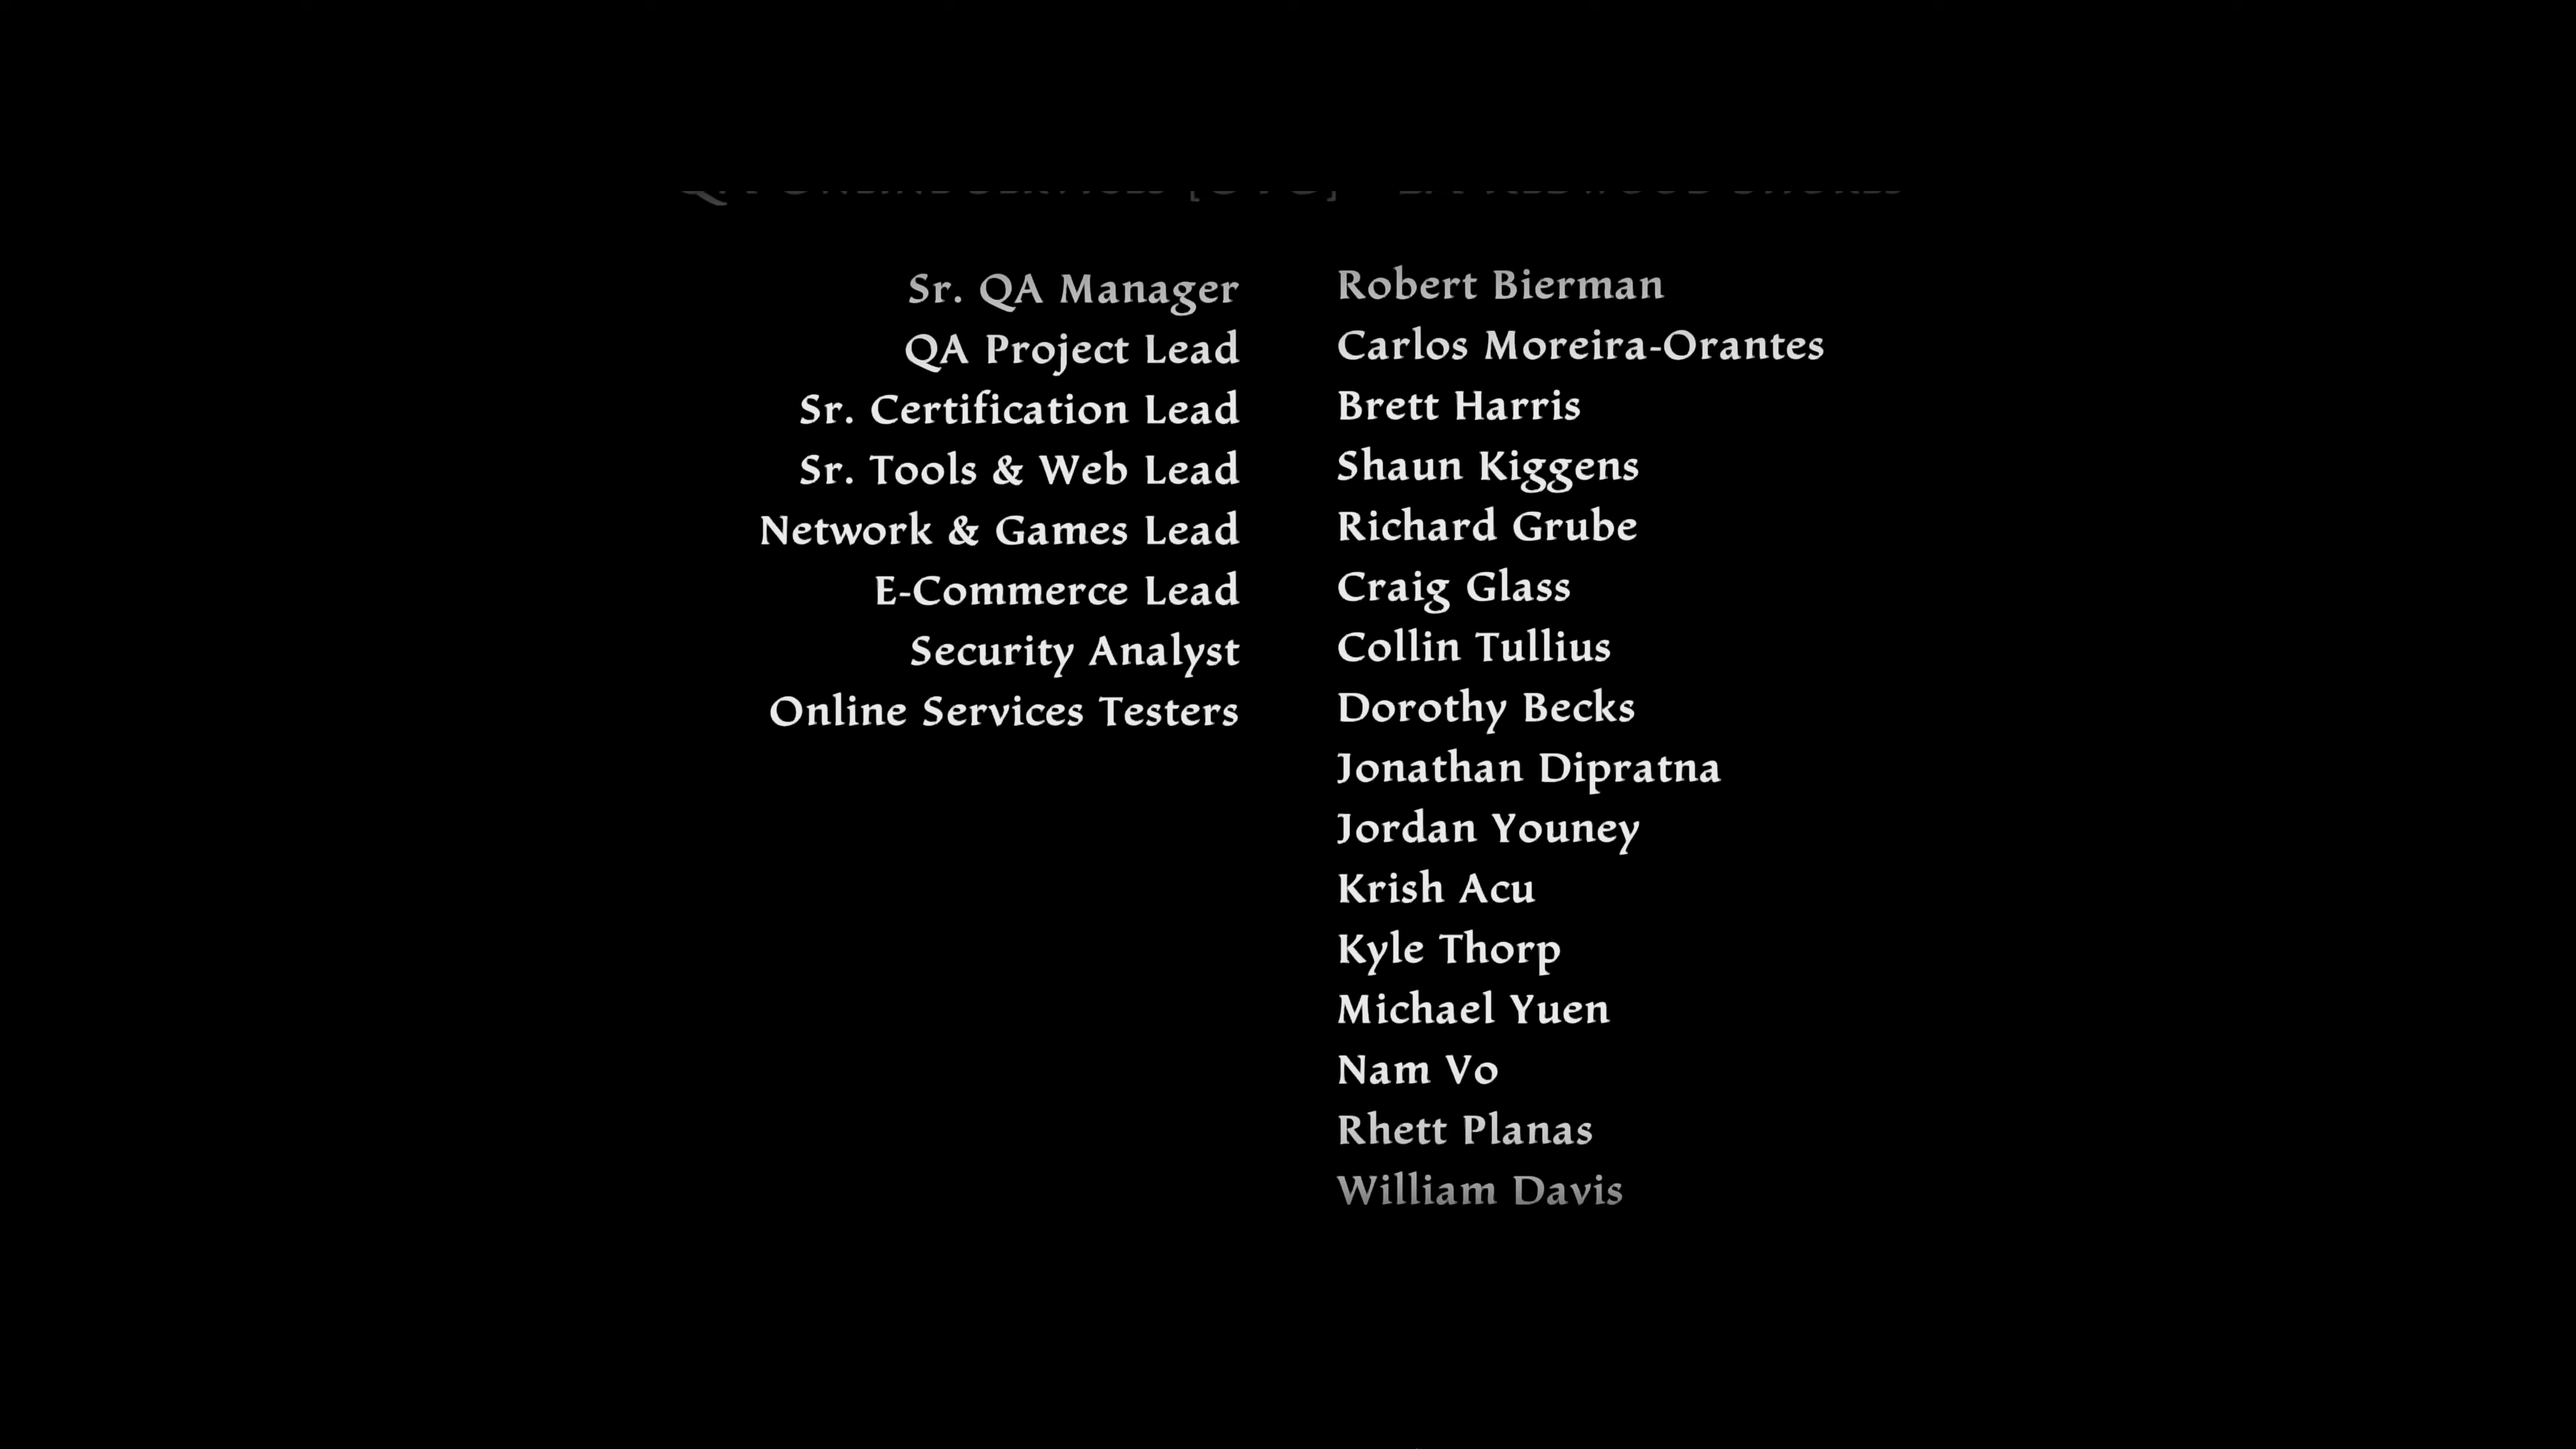 Sr. QA Manager Robert Bierman
QA Project Lead Carlos Moreira-Orantes
Sr. Certification Lead Brett Harris
Sr. Tools & Web Lead Shaun Kiggens
Network & Games Lead Richard Grube
E-Commerce Lead Craig Glass
Security Analyst Collin Tullius
Online Services Testers Dorothy Becks
Jonathan Dipratna
Jordan Youney
Krish Acu
Kyle Thorp
Michael Yuen
Nam Vo
Rhett Planas
William Davis